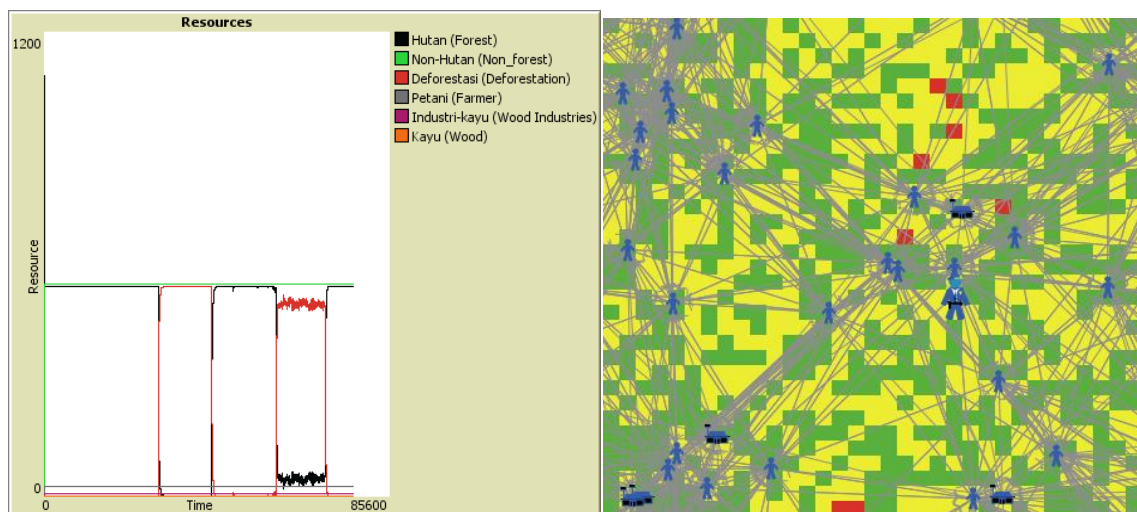 Resources
1200
Resource
0
0
Time
85600
Hutan (Forest)
Non-Hutan (Non_forest)
Deforestasi (Deforestation)
Petani (Farmer)
Industri-kayu (Wood Industries)
Kayu (Wood)